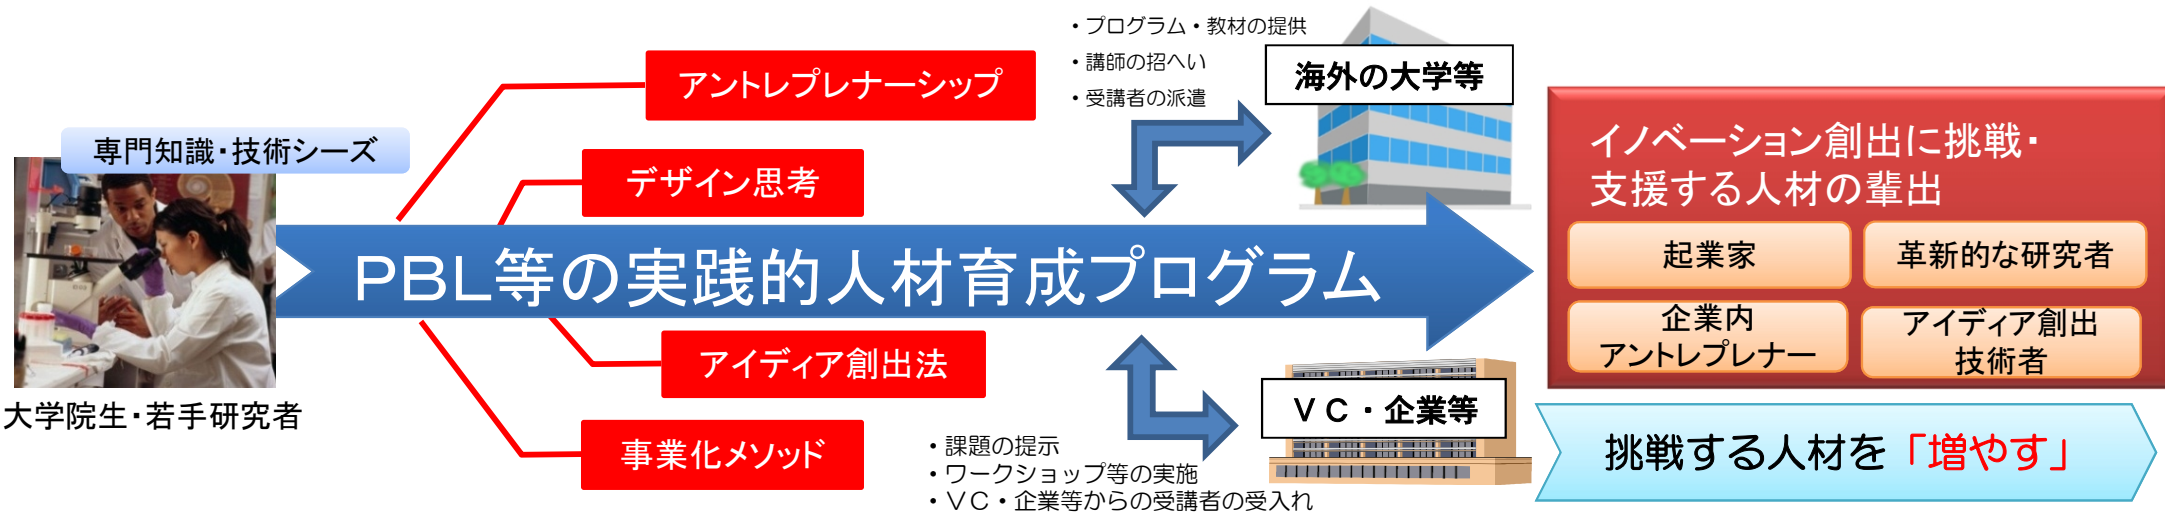 専門知識・技術シーズ
大学院生・若手研究者
アントレプレナーシップ
デザイン思考
PBL等の実践的人材育成プログラム
アイディア創出法
事業化メソッド
・プログラム・教材の提供
・講師の招へい
・受講者の派遣
海外の大学等
ＶＣ・企業等
・課題の提示
・ワークショップ等の実施
・ＶＣ・企業等からの受講者の受入れ
イノベーション創出に挑戦・
支援する人材の輩出
起業家
革新的な研究者
企業内
アントレプレナー
アイディア創出
技術者
挑戦する人材を「増やす」